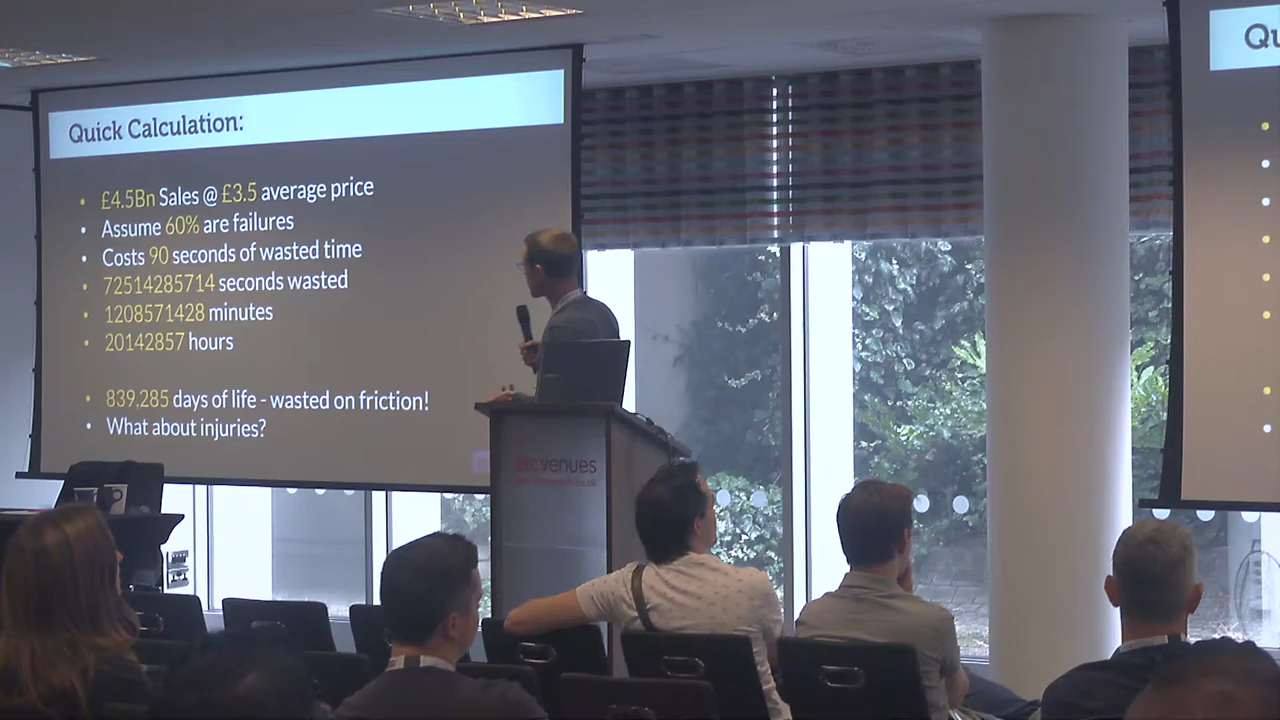 Quick Calculation:
£4.5Bn Sales @ £3.5 average price
Assume 60% are failures
Costs 90 seconds of wasted time
72514285714 seconds wasted
1208571428 minutes
20142857 hours
839,285 days of life - wasted on friction!
What about injuries?
venues
Qu